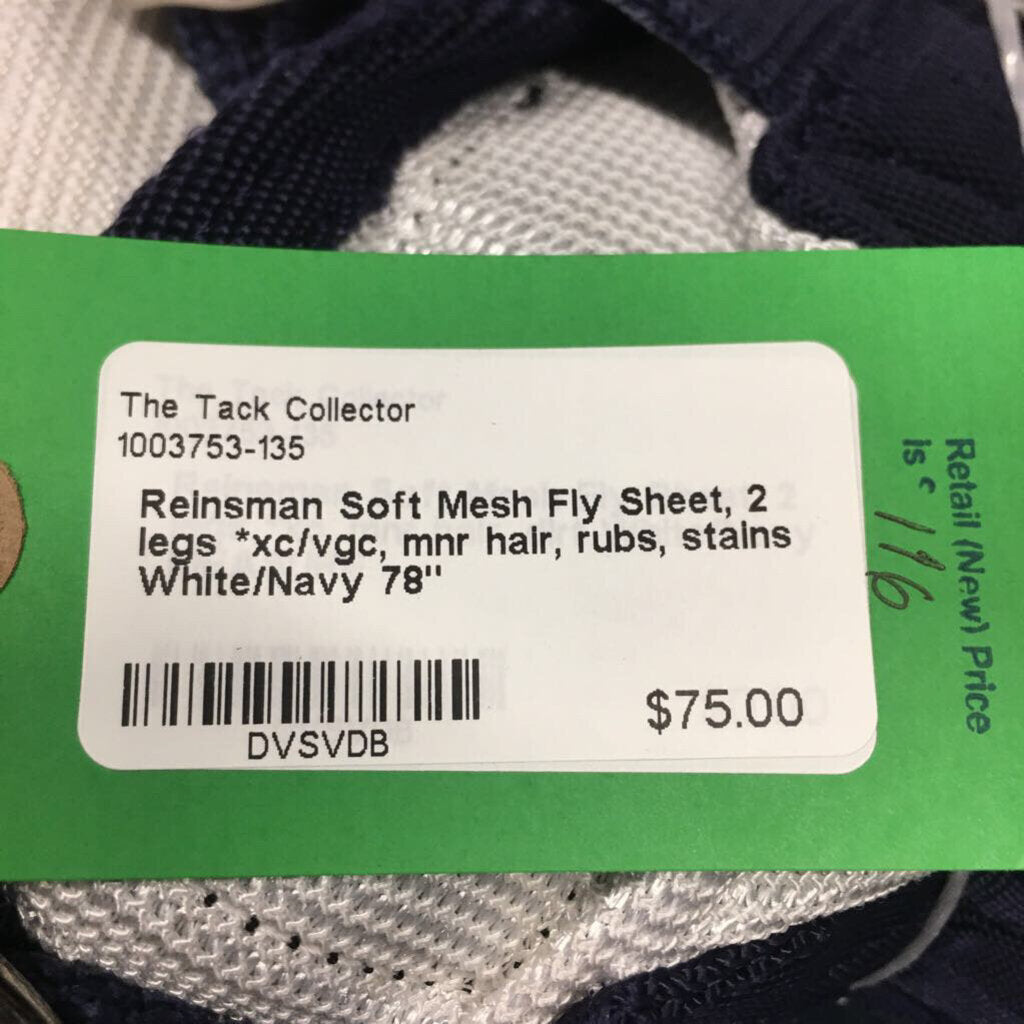 The Tack Collector
1003753-135
Reinsman Soft Mesh Fly Sheet, 2
legs *xc/vgc, mnr hair, rubs, stains
White/Navy 78"
DVSVDB
$75.00
Retail (New) Price
is 116